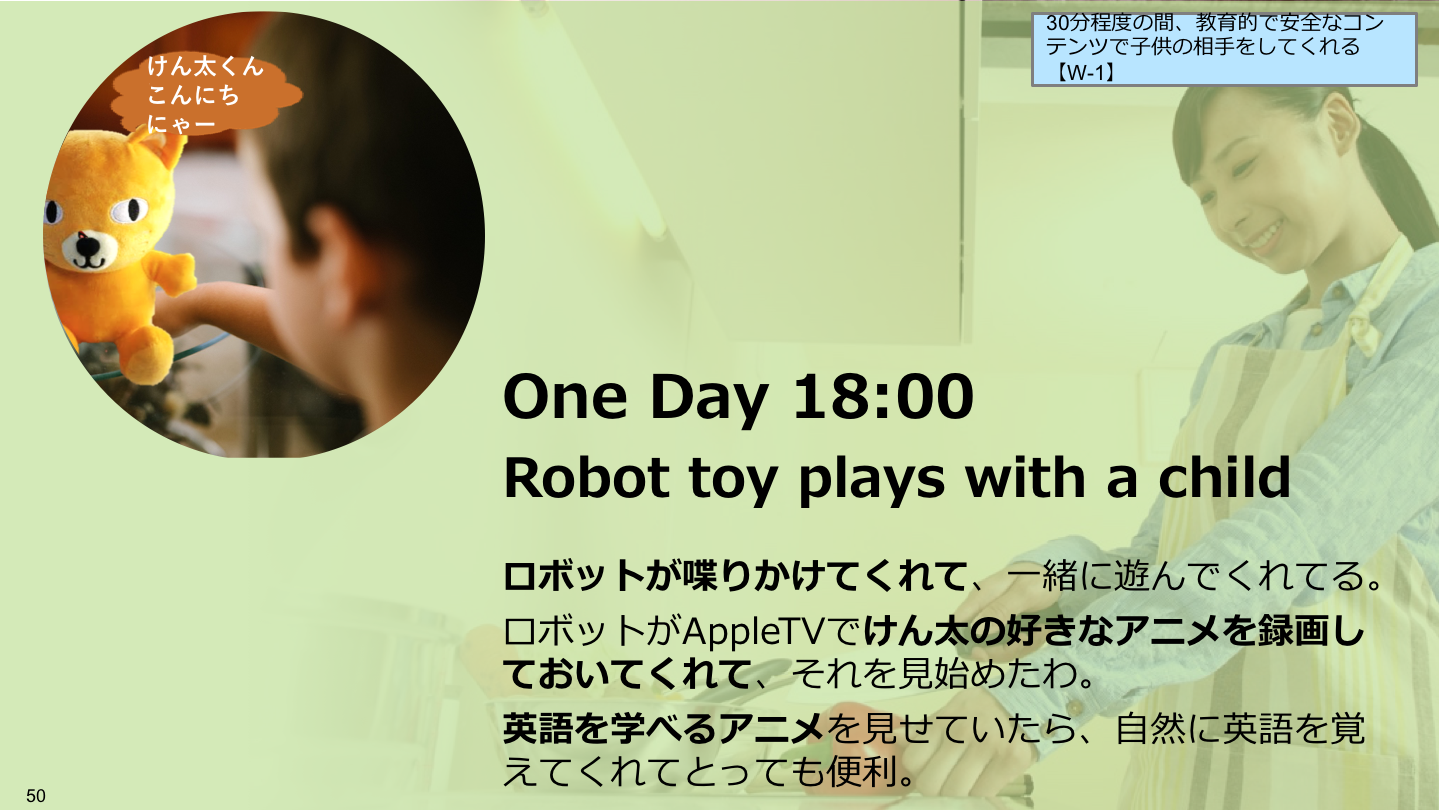 30分程度の間、教育的で安全なコン
テンツで子供の相手をしてくれる
【W-1】
けん太くん
こんにち
にゃー
One Day 18:00
Robot toy plays with a child
ロボットが喋りかけてくれて、一緒に遊んでくれてる。
ロボットがAppleTVでけん太の好きなアニメを録画し
ておいてくれて、それを見始めたわ。
英語を学べるアニメを見せていたら、自然に英語を覚
えてくれてとっても便利。
50